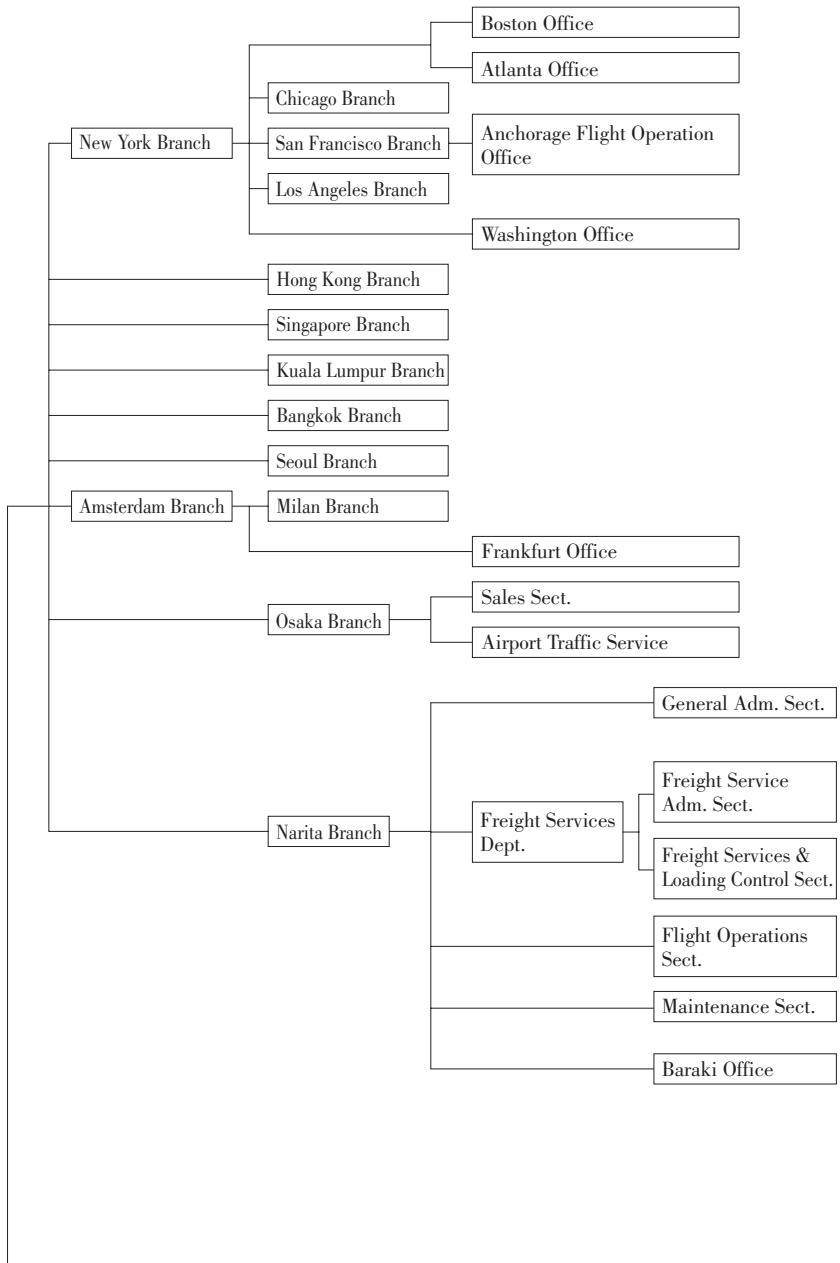 Boston Office
Atlanta Office
Chicago Branch
New York Branch
San Francisco Branch
Anchorage Flight Operation
Office
Los Angeles Branch
Washington Office
Hong Kong Branch
Singapore Branch
Kuala Lumpur Branch
Bangkok Branch
Seoul Branch
Amsterdam Branch
Milan Branch
Frankfurt Office
Osaka Branch
Sales Sect.
Airport Traffic Service
General Adm. Sect.
Narita Branch
Freight Services
Dept.
Freight Service
Adm. Sect.
Freight Services &
Loading Control Sect.
Flight Operations
Sect.
Maintenance Sect.
Baraki Office